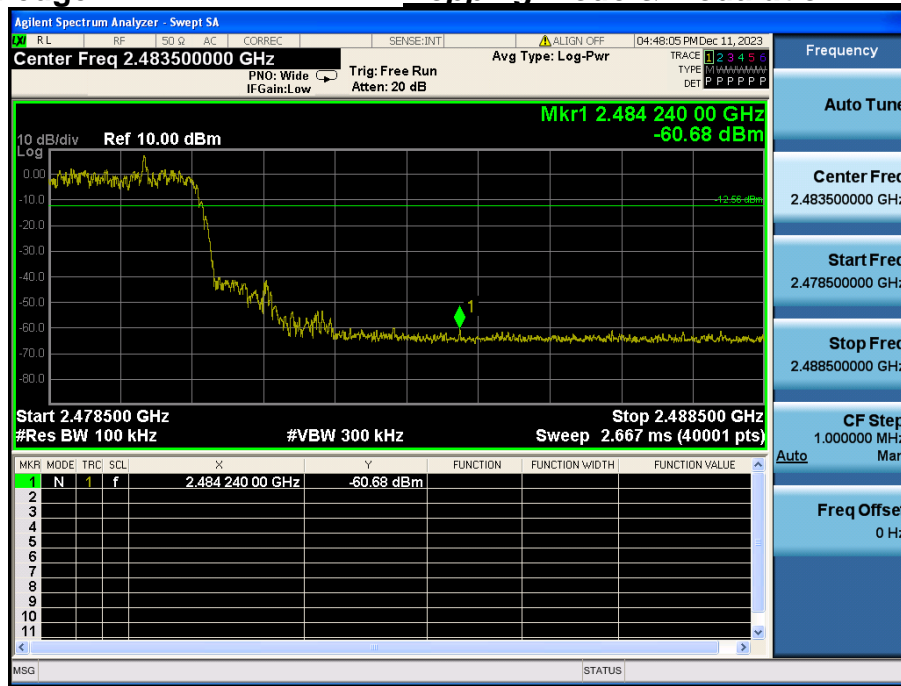 Agilent Spectrum Analyzer - Swept SA
LXI RL RF 50 Ω AC CORREC SENSE:INT ALIGN OFF 04:48:05 PM Dec 11, 2023
Center Freq 2.483500000 GHz
PNO: Wide
IFGain:Low
Trig: Free Run
Atten: 20 dB
Avg Type: Log-Pwr
TRACE 1 2 3 4 5 6
TYPE M WWWWW
DET P P P P P P
Mkr1 2.484 240 00 GHz
-60.68 dBm
10 dB/div Ref 10.00 dBm
Log
0.00
-10.0
-12.56 dBm
-20.0
-30.0
-40.0
-50.0
1
-60.0
-70.0
-80.0
Start 2.478500 GHz Stop 2.488500 GHz
#Res BW 100 kHz #VBW 300 kHz Sweep 2.667 ms (40001 pts)
MKR MODE TRC SCL X Y FUNCTION FUNCTION WIDTH FUNCTION VALUE
1 N 1 f 2.484 240 00 GHz -60.68 dBm
2
3
4
5
6
7
8
9
10
11
MSG STATUS
Frequency
Auto Tune
Center Freq
2.483500000 GHz
Start Freq
2.478500000 GHz
Stop Freq
2.488500000 GHz
CF Step
1.000000 MHz
Auto Man
Freq Offset
0 Hz